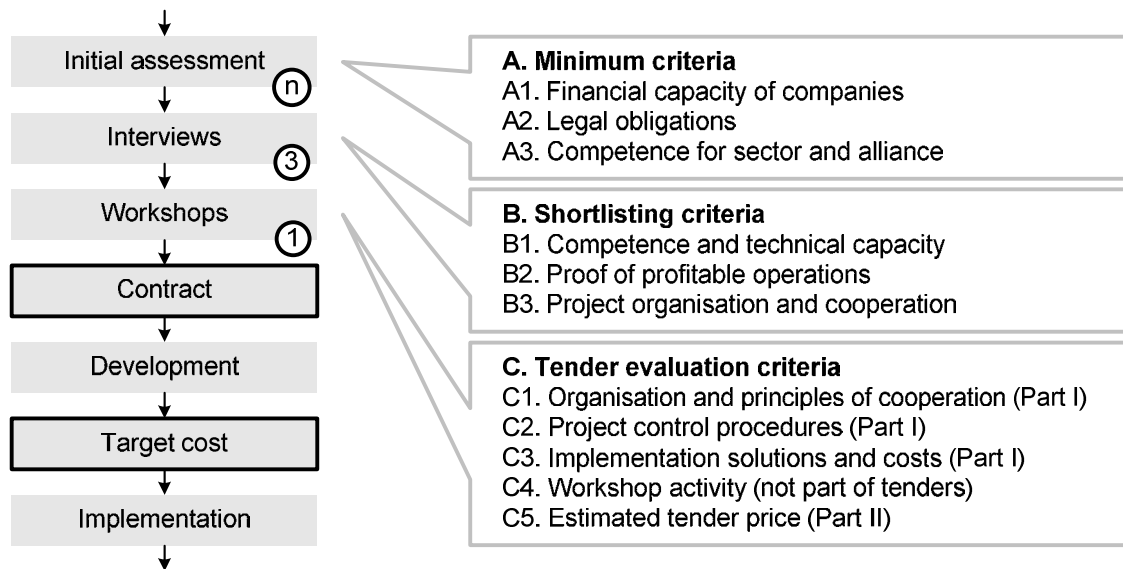 Initial assessment
n
Interviews
3
Workshops
1
Contract
Development
Target cost
Implementation
A. Minimum criteria
A1. Financial capacity of companies
A2. Legal obligations
A3. Competence for sector and alliance
B. Shortlisting criteria
B1. Competence and technical capacity
B2. Proof of profitable operations
B3. Project organisation and cooperation
C. Tender evaluation criteria
C1. Organisation and principles of cooperation (Part I)
C2. Project control procedures (Part I)
C3. Implementation solutions and costs (Part I)
C4. Workshop activity (not part of tenders)
C5. Estimated tender price (Part II)